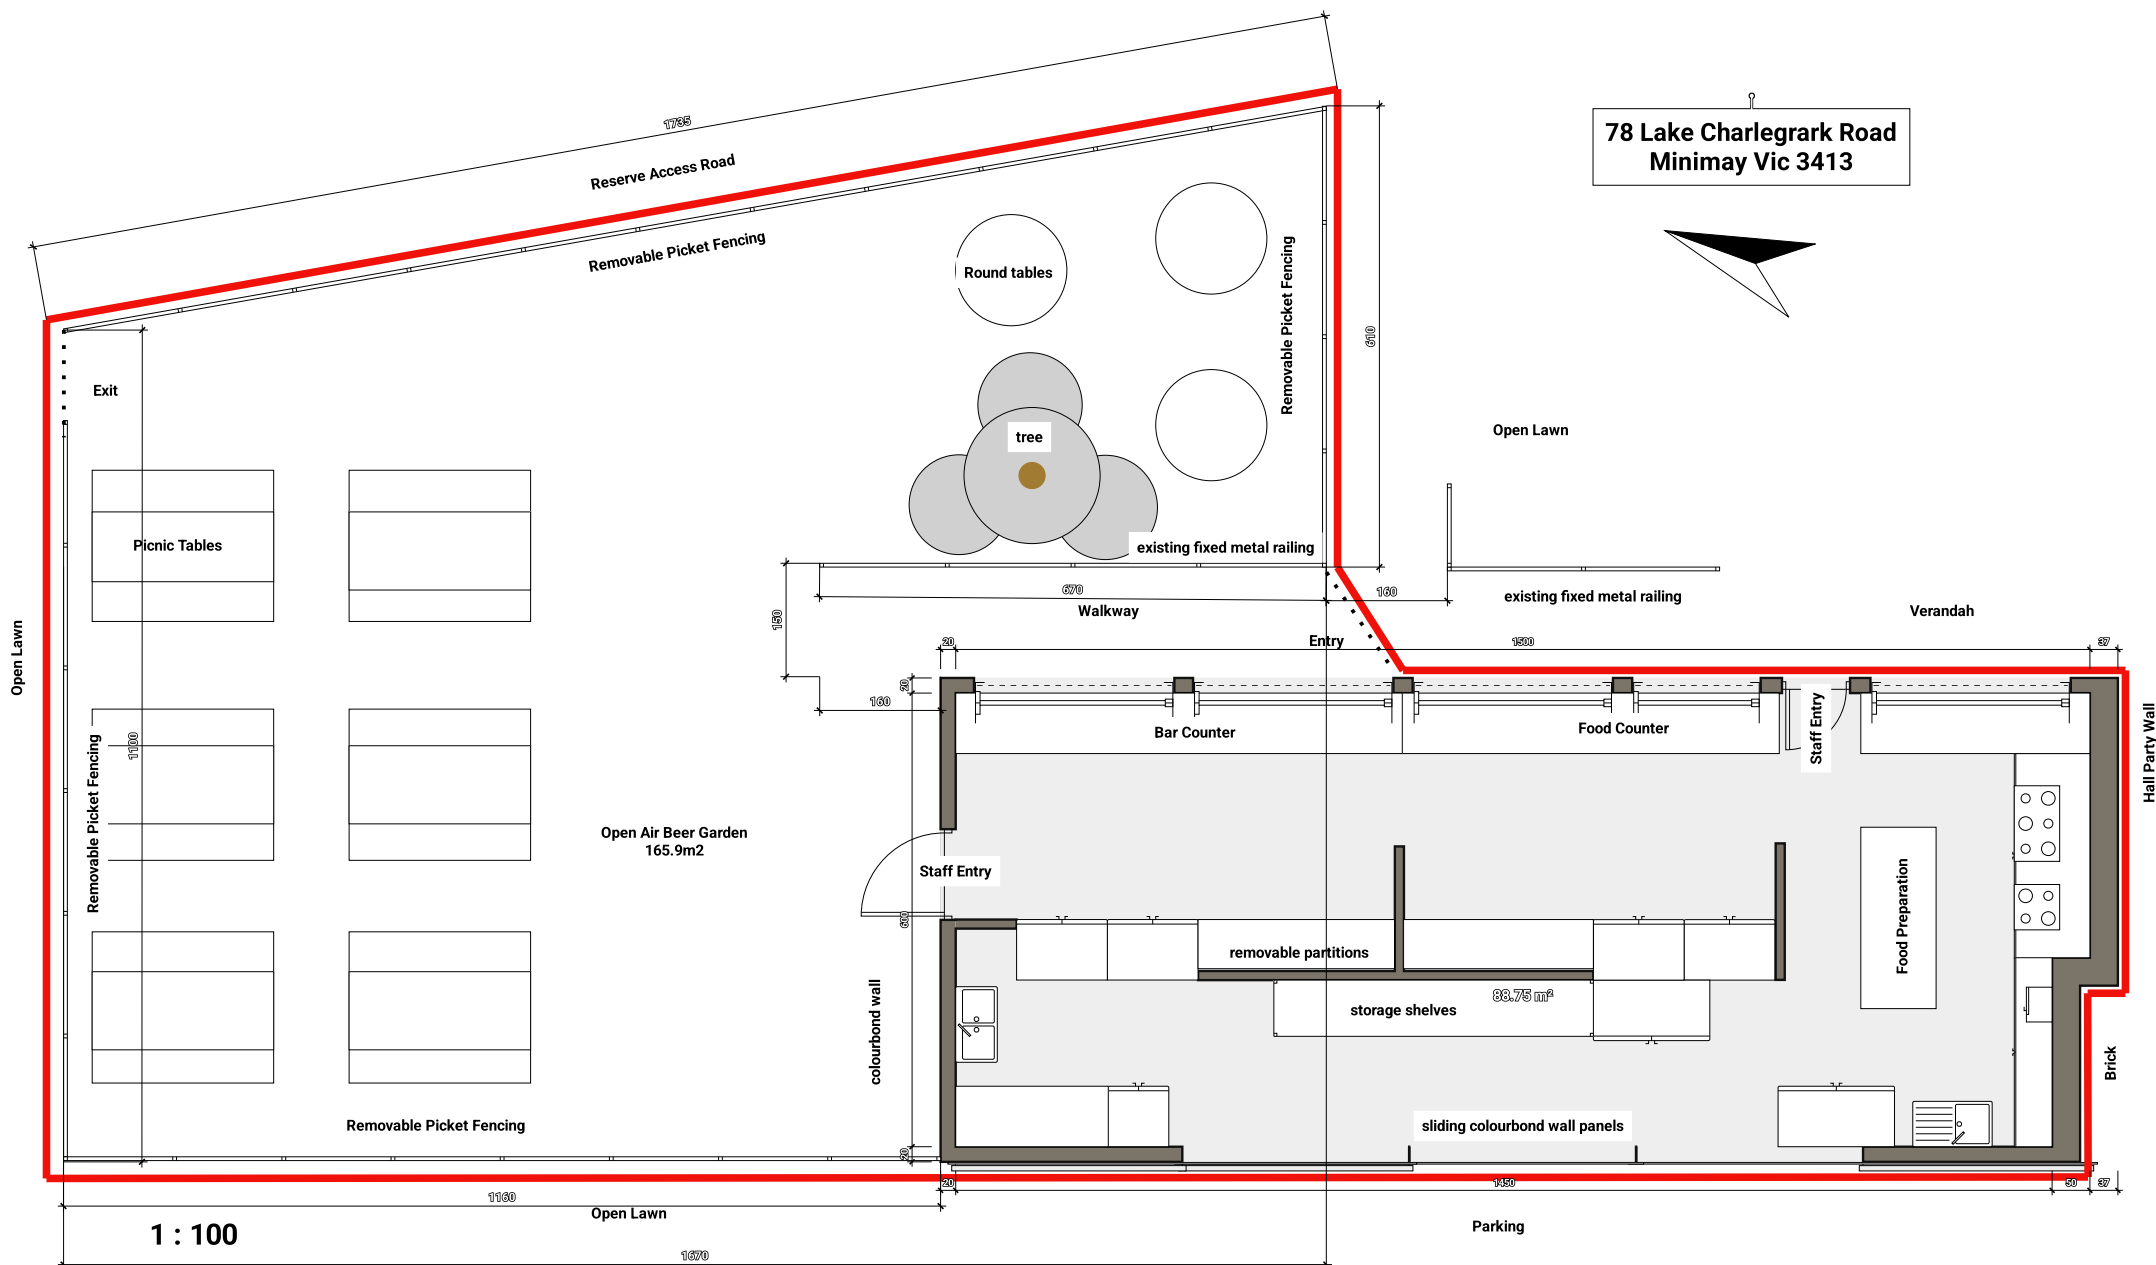 1735
Reserve Access Road
Removable Picket Fencing
78 Lake Charlegrark Road
Minimay Vic 3413
Round tables
Removable Picket Fencing
610
Exit
tree
Open Lawn
Picnic Tables
existing fixed metal railing
670
160
existing fixed metal railing
150
Walkway
Verandah
Entry
20
1500
37
Open Lawn
20
160
Bar Counter
Food Counter
Staff Entry
Hall Party Wall
1100
Removable Picket Fencing
Open Air Beer Garden
165.9m2
Staff Entry
600
Food Preparation
removable partitions
88.75 m²
storage shelves
colourbond wall
Brick
Removable Picket Fencing
sliding colourbond wall panels
20
20
1450
50
37
1160
Open Lawn
Parking
1 : 100
1670